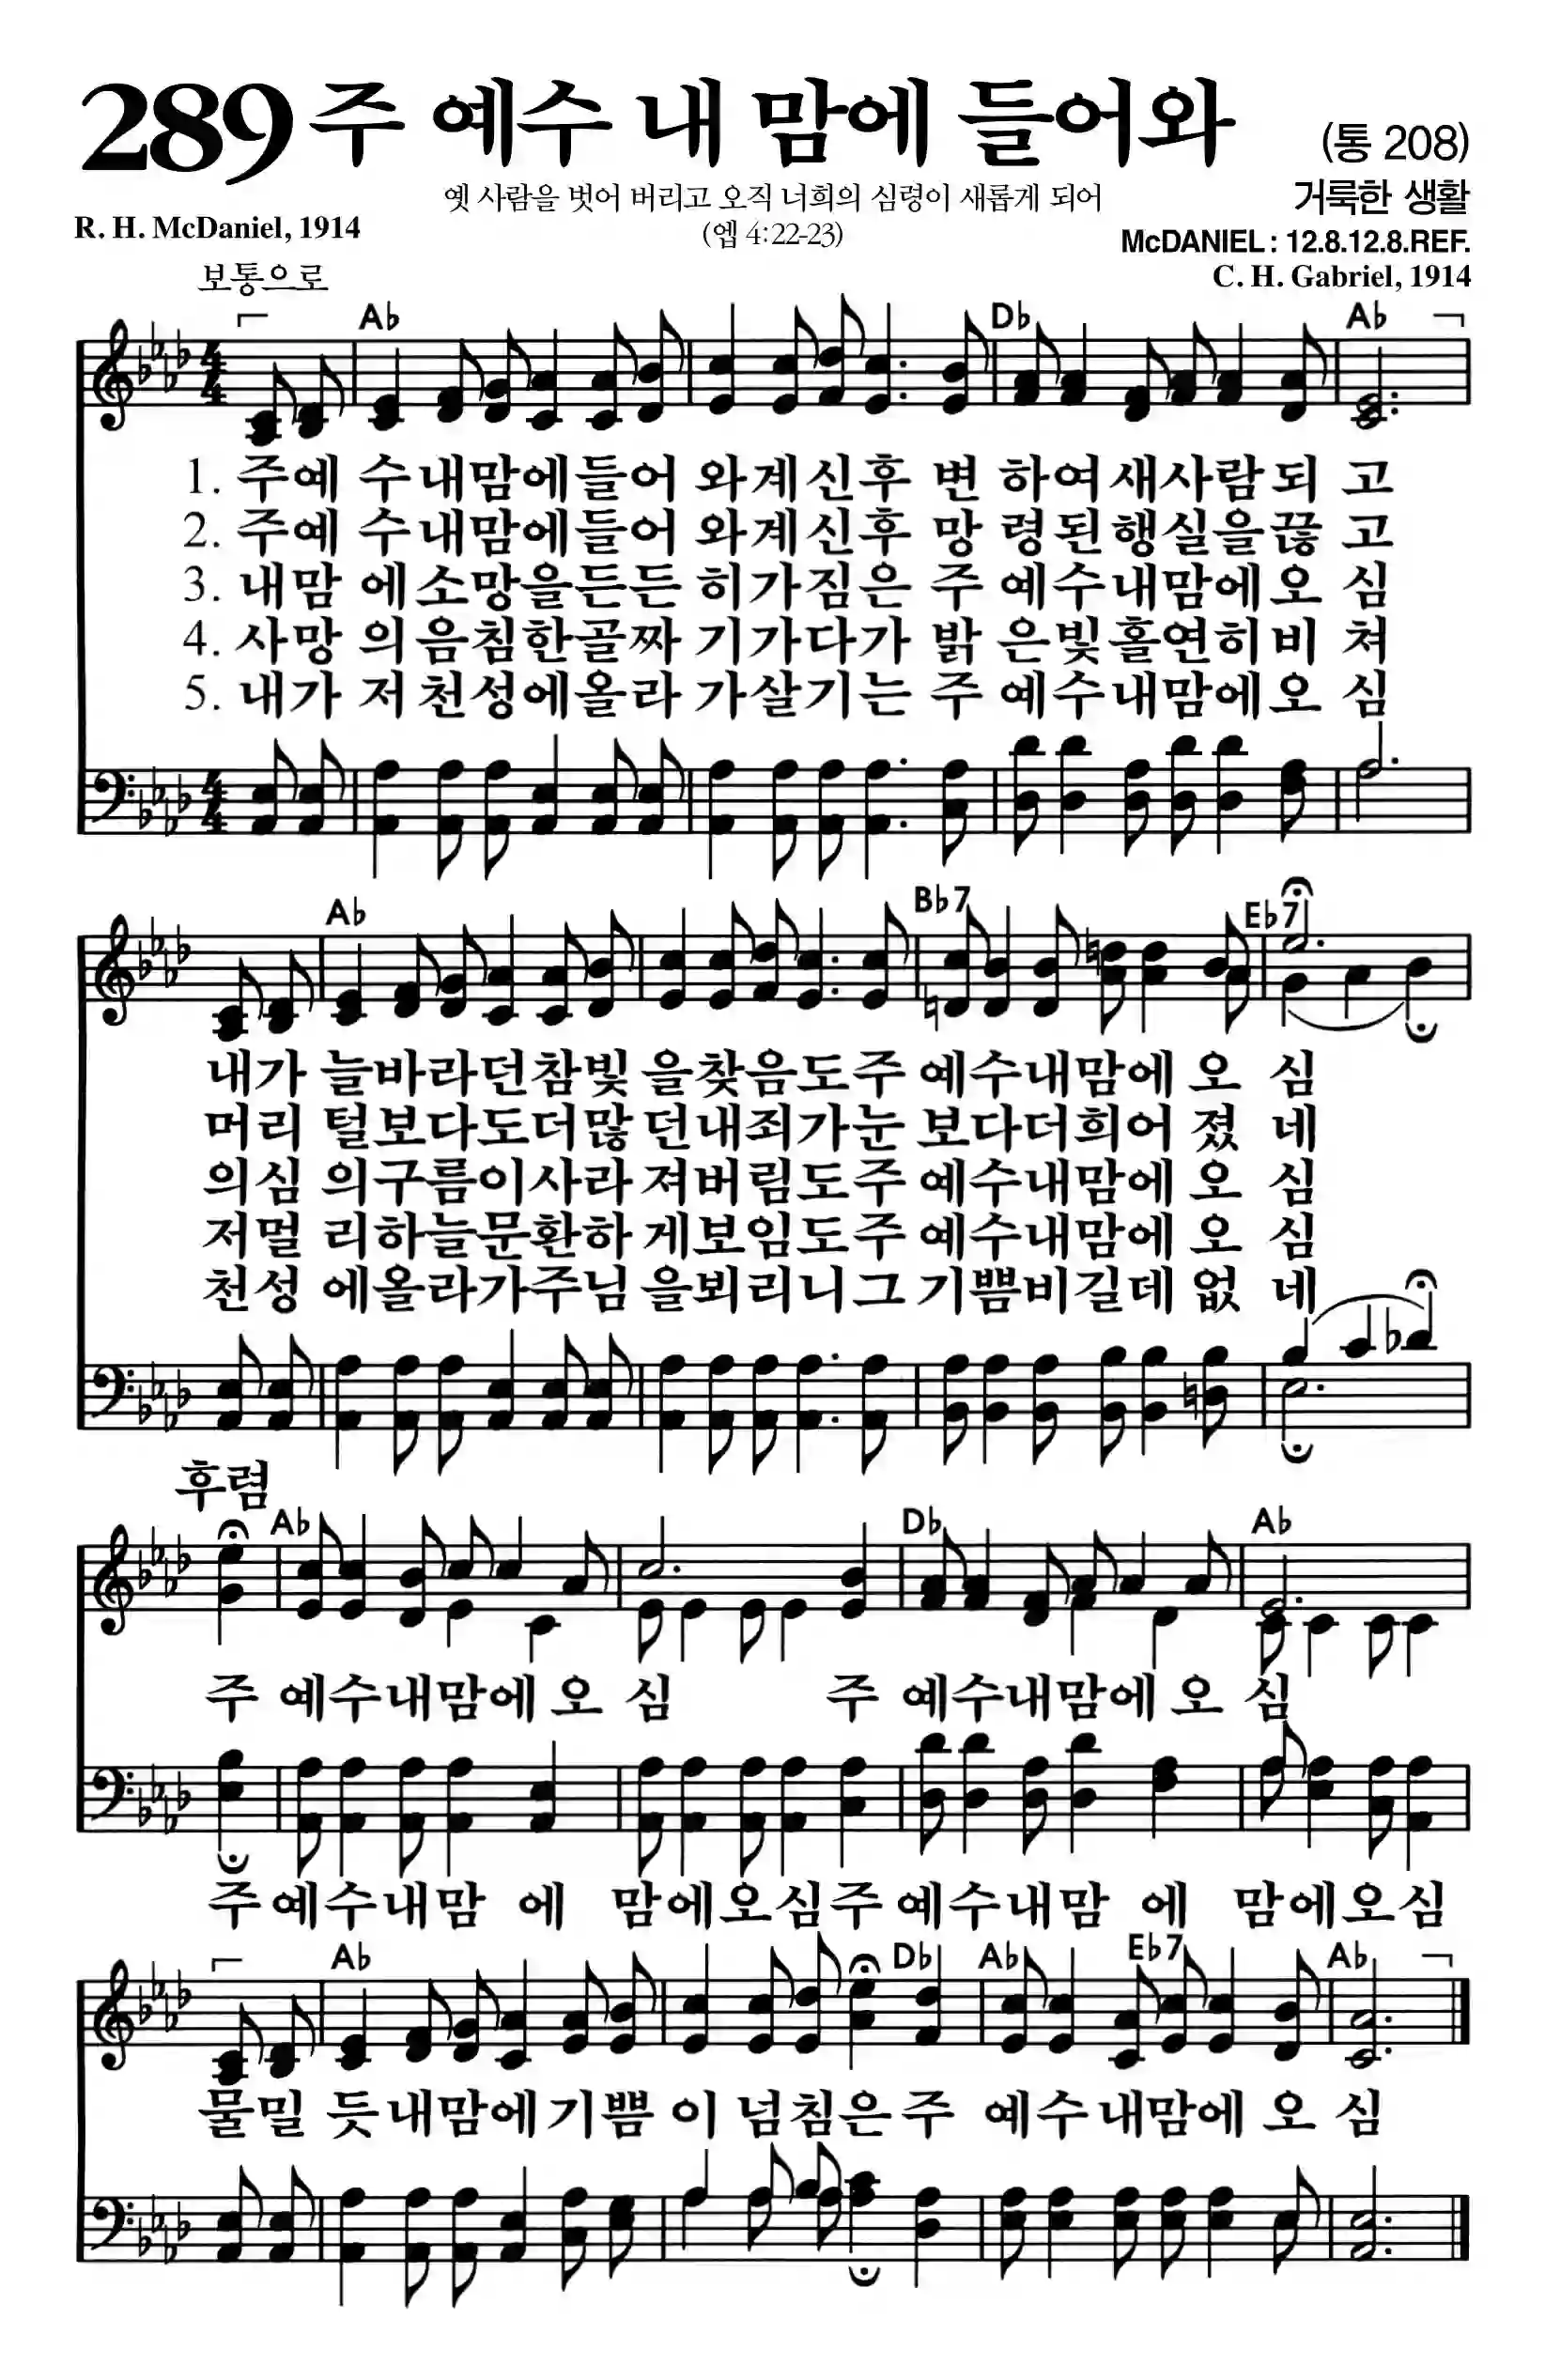 289 주 예수 내 맘에 들어와 (통 208)
옛 사람을 벗어 버리고 오직 너희의 심령이 새롭게 되어
거룩한 생활
R. H. McDaniel, 1914
(엡 4:22-23)
McDANIEL : 12.8.12.8.REF.
보통으로
C. H. Gabriel, 1914
A♭ D♭ A♭
4/4
1. 주예 수내맘에들어 와계신후 변 하여새사람되 고
2. 주예 수내맘에들어 와계신후 망 령된행실을끊 고
3. 내맘 에소망을든든 히가짐은 주 예수내맘에오 심
4. 사망 의음침한골짜 기가다가 밝 은빛홀연히비 쳐
5. 내가 저천성에올라 가살기는 주 예수내맘에오 심
4/4
A♭ B♭7 E♭7
내가 늘바라던참빛 을찾음도주 예수내맘에 오 심
머리 털보다도더많 던내죄가눈 보다더희어 졌 네
의심 의구름이사라 져버림도주 예수내맘에 오 심
저멀 리하늘문환하 게보임도주 예수내맘에 오 심
천성 에올라가주님 을뵈리니그 기쁨비길데 없 네
후렴
A♭ D♭ A♭
주 예수내맘에 오 심 주 예수내맘에 오 심
주예수내맘 에 맘에오심주예수내맘 에 맘에오심
A♭ D♭ A♭ E♭7 A♭
물밀 듯내맘에기쁨 이 넘침은주 예수내맘에 오 심